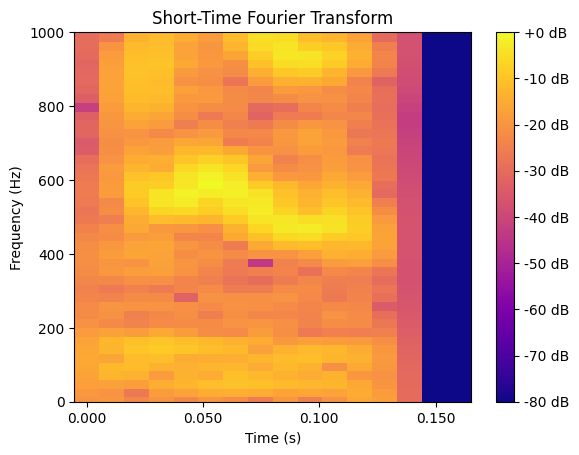 Short-Time Fourier Transform
1000
800
600
400
200
0
Frequency (Hz)
0.000
0.050
0.100
0.150
Time (s)
+0 dB
-10 dB
-20 dB
-30 dB
-40 dB
-50 dB
-60 dB
-70 dB
-80 dB